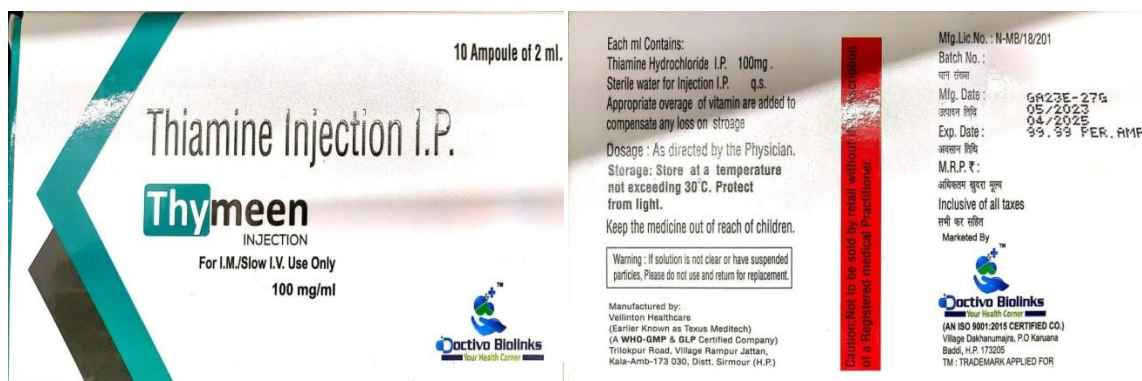 10 Ampoule of 2 ml.
Thiamine Injection I.P.
Thymeen
INJECTION
For I.M./Slow I.V. Use Only
100 mg/ml
TM
Doctivo Biolinks
Your Health Corner
Each ml Contains:
Thiamine Hydrochloride I.P. 100mg .
Sterile water for Injection I.P. q.s.
Appropriate overage of vitamin are added to
compensate any loss on stroage
Dosage : As directed by the Physician.
Storage: Store at a temperature
not exceeding 30°C. Protect
from light.
Keep the medicine out of reach of children.
Warning : If solution is not clear or have suspended
particles, Please do not use and return for replacement.
Manufactured by:
Vellinton Healthcare
(Earlier Known as Texus Meditech)
(A WHO-GMP & GLP Certified Company)
Trilokpur Road, Village Rampur Jattan,
Kala-Amb-173 030, Distt. Sirmour (H.P.)
Caution:Not to be sold by retail without
of a Registered medical Practitioner
Mfg.Lic.No. : N-MB/18/201
Batch No. :
घान संख्या
Mfg. Date : GA23E-27G
उत्पादन तिथि 05/2023
Exp. Date : 04/2025
अवसान तिथि 99.99 PER.AMP
M.R.P. ₹ :
अधिकतम खुदरा मूल्य
Inclusive of all taxes
सभी कर सहित
Marketed By
TM
Doctivo Biolinks
Your Health Corner
(AN ISO 9001:2015 CERTIFIED CO.)
Village Dakhanumajra, P.O Karuana
Baddi, H.P. 173205
TM : TRADEMARK APPLIED FOR